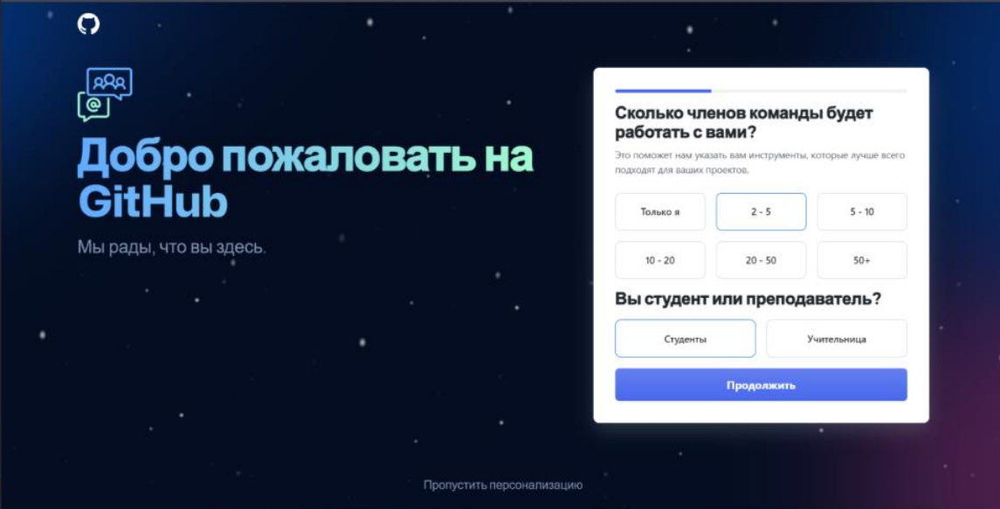 Добро пожаловать на
GitHub
Мы рады, что вы здесь.
Сколько членов команды будет
работать с вами?
Это поможет нам указать вам инструменты, которые лучше всего
подходят для ваших проектов.
Только я
2 - 5
5 - 10
10 - 20
20 - 50
50+
Вы студент или преподаватель?
Студенты
Учительница
Продолжить
Пропустить персонализацию